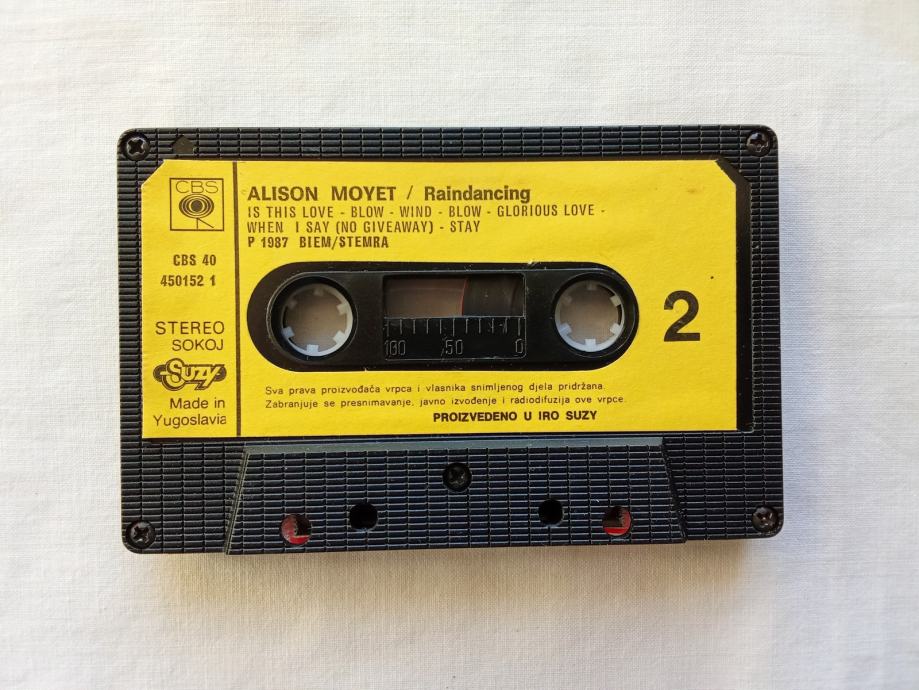 CBS
CBS 40
450152 1
STEREO
SOKOJ
Suzy
Made in
Yugoslavia
ALISON MOYET / Raindancing
IS THIS LOVE - BLOW - WIND - BLOW - GLORIOUS LOVE -
WHEN I SAY (NO GIVEAWAY) - STAY
P 1987 BIEM/STEMRA
100 50 0
2
Sva prava proizvođača vrpca i vlasnika snimljenog djela pridržana.
Zabranjuje se presnimavanje, javno izvođenje i radiodifuzija ove vrpce.
PROIZVEDENO U IRO SUZY